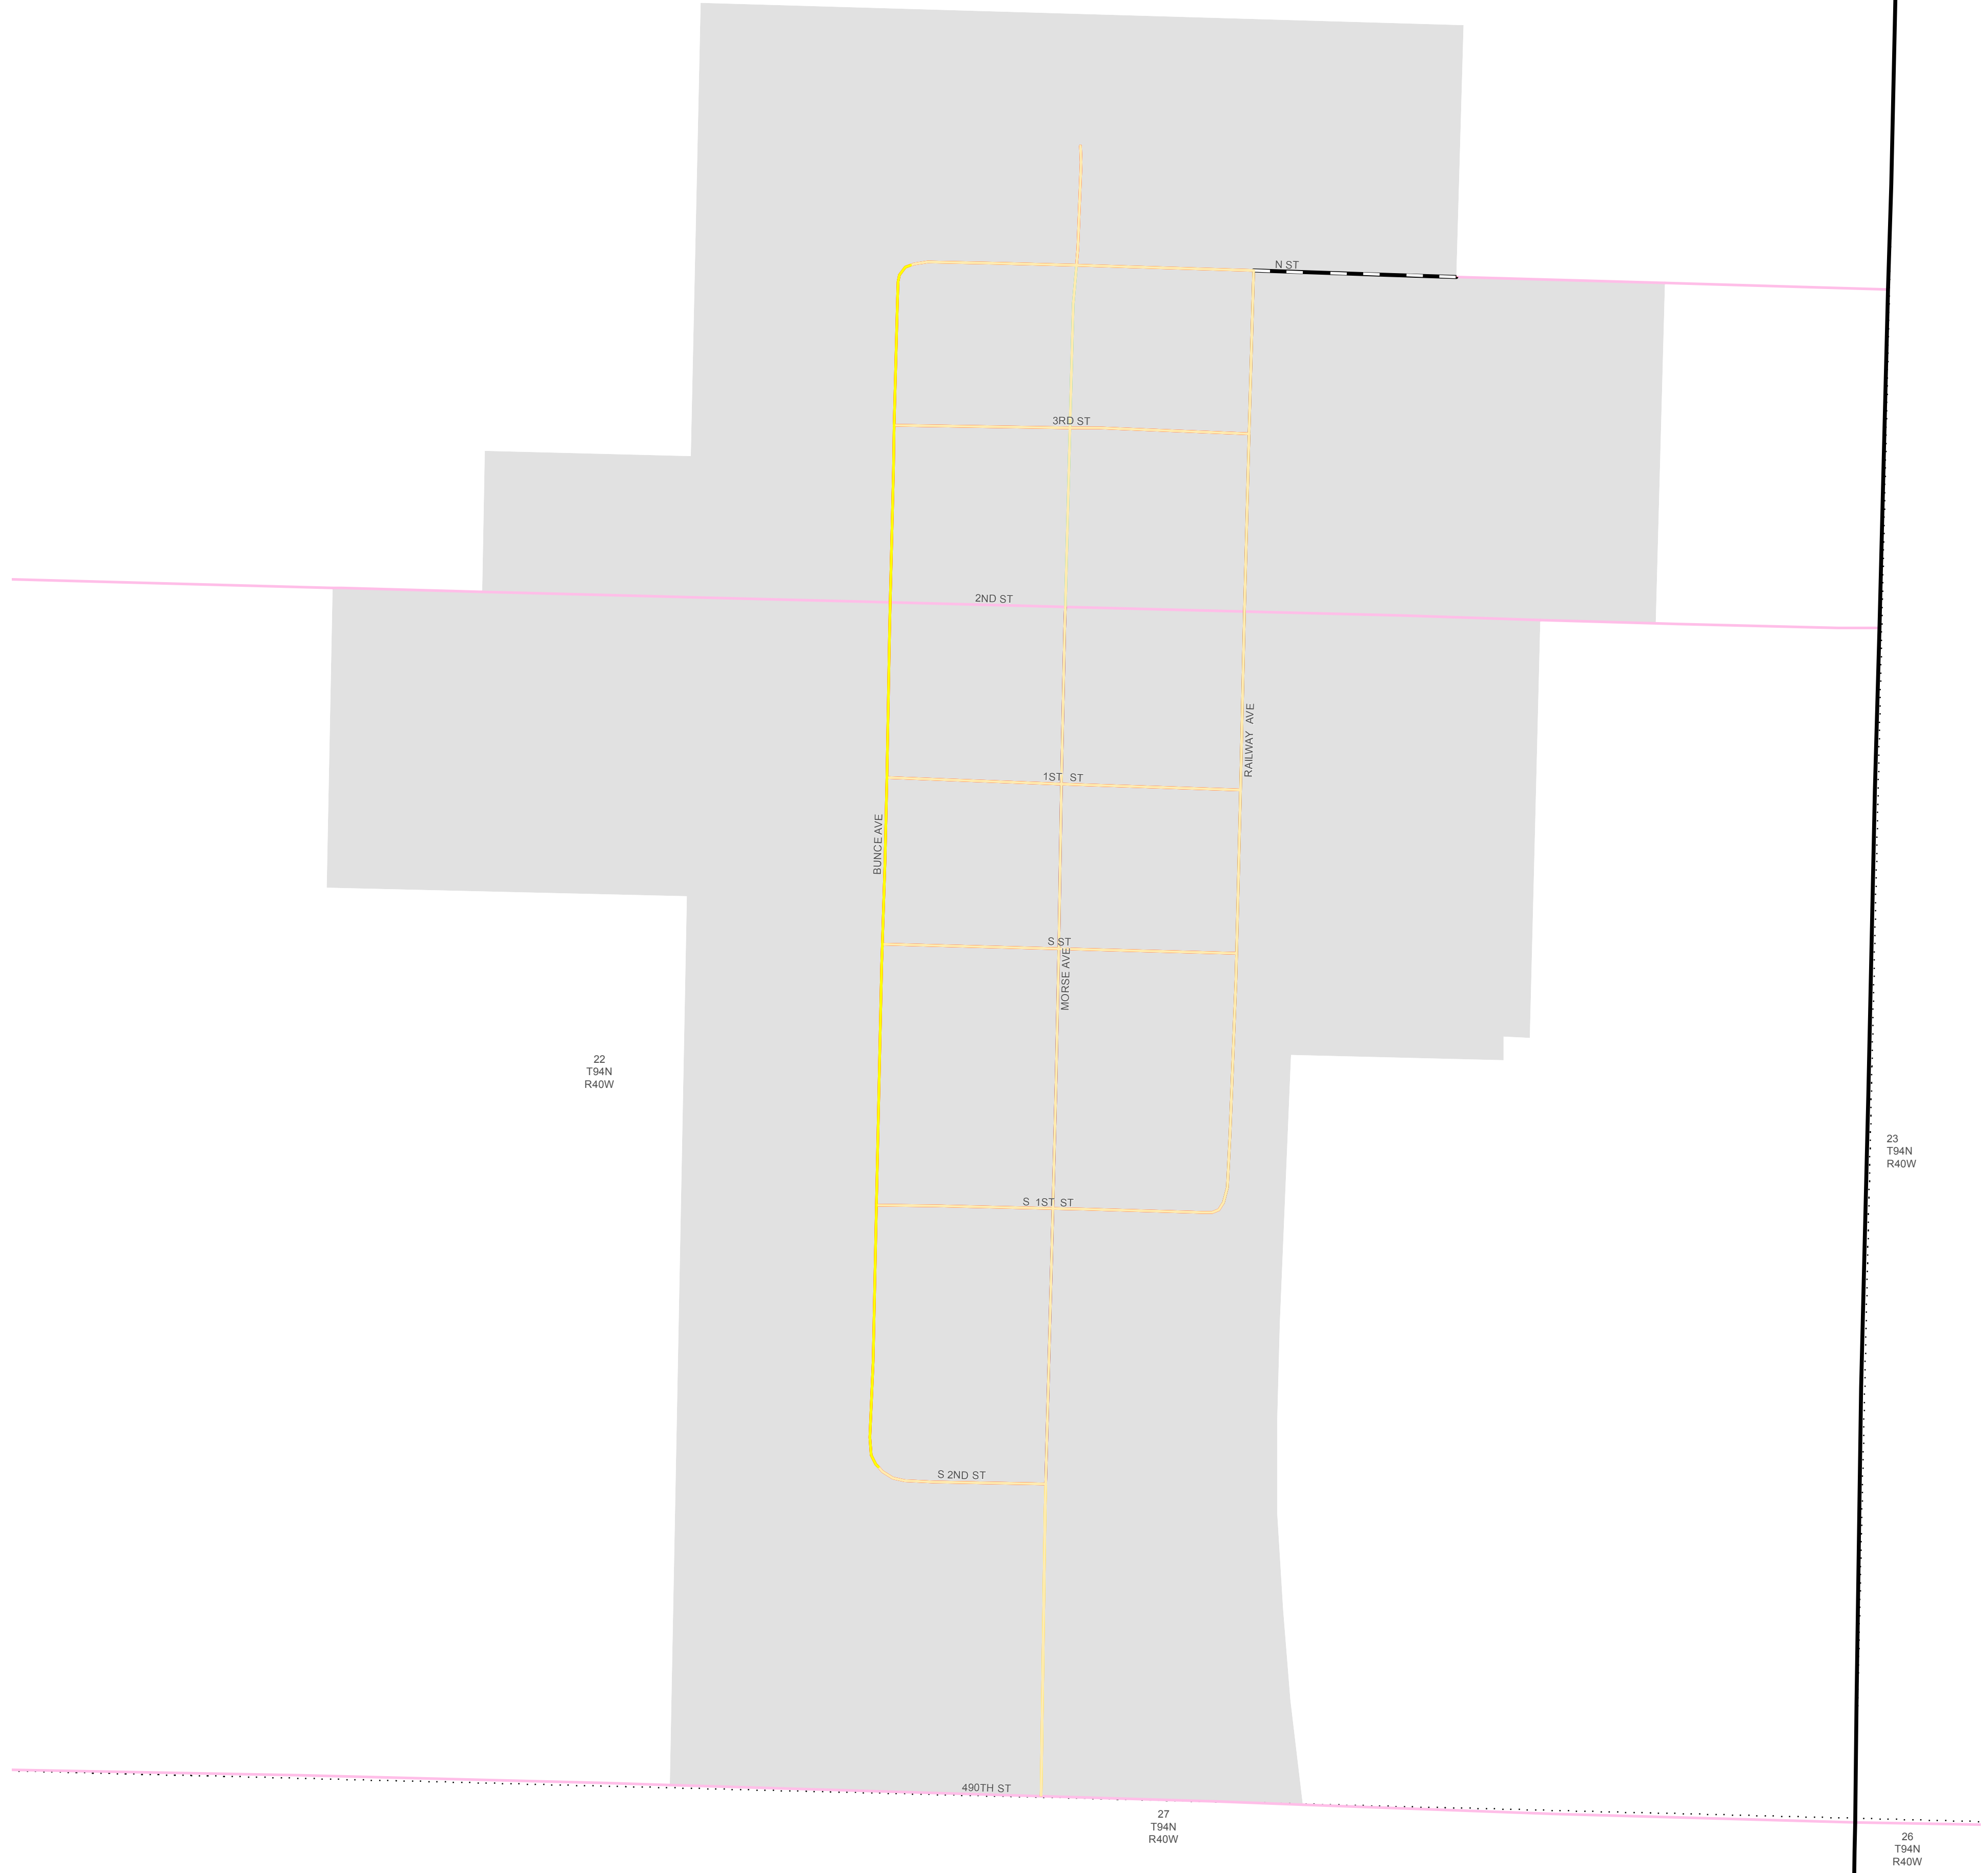 N ST
3RD ST
2ND ST
RAILWAY AVE
1ST ST
BUNCE AVE
S ST
MORSE AVE
22
T94N
R40W
23
T94N
R40W
S 1ST ST
S 2ND ST
490TH ST
27
T94N
R40W
26
T94N
R40W